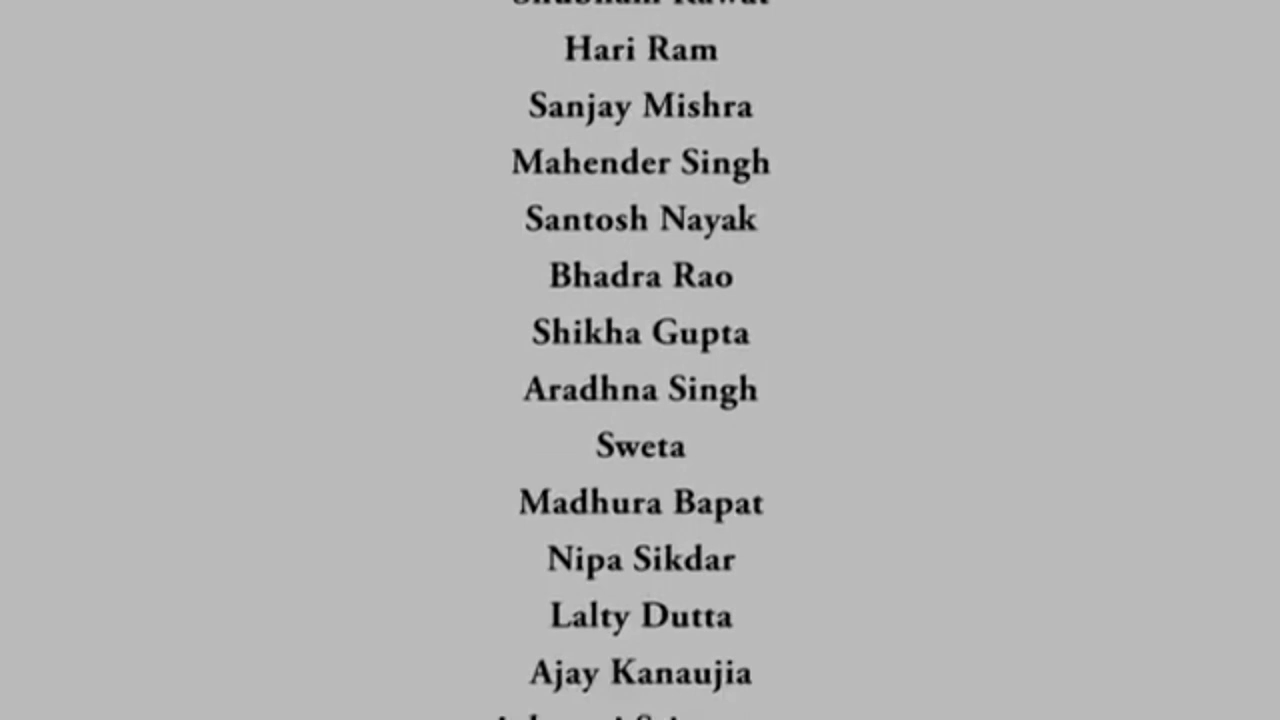 Hari Ram
Sanjay Mishra
Mahender Singh
Santosh Nayak
Bhadra Rao
Shikha Gupta
Aradhna Singh
Sweta
Madhura Bapat
Nipa Sikdar
Lalty Dutta
Ajay Kanaujia